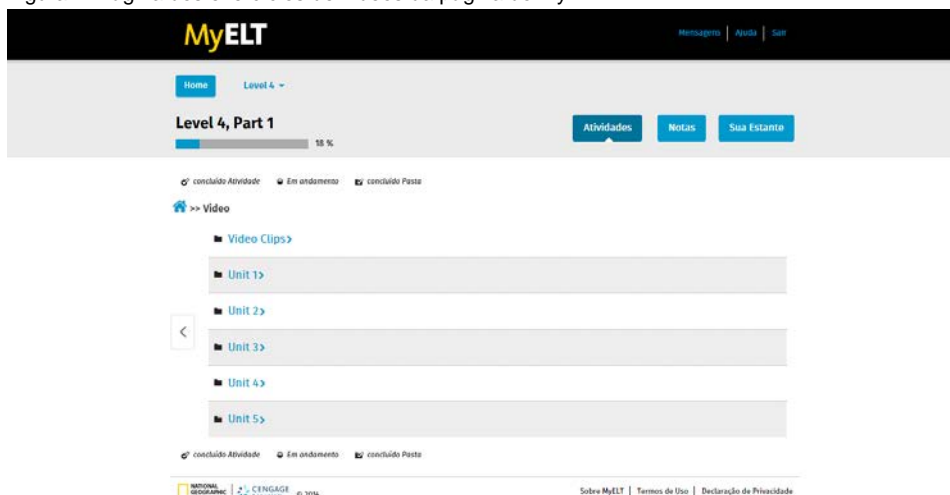 MyELT
Mensagens | Ajuda | Sair
Home Level 4
Level 4, Part 1
Atividades Notas Sua Estante
18 %
concluído Atividade Em andamento concluído Pasta
>> Video
Video Clips>
Unit 1>
Unit 2>
<
Unit 3>
Unit 4>
Unit 5>
concluído Atividade Em andamento concluído Pasta
NATIONAL GEOGRAPHIC | CENGAGE © 2014 Sobre MyELT | Termos de Uso | Declaração de Privacidade